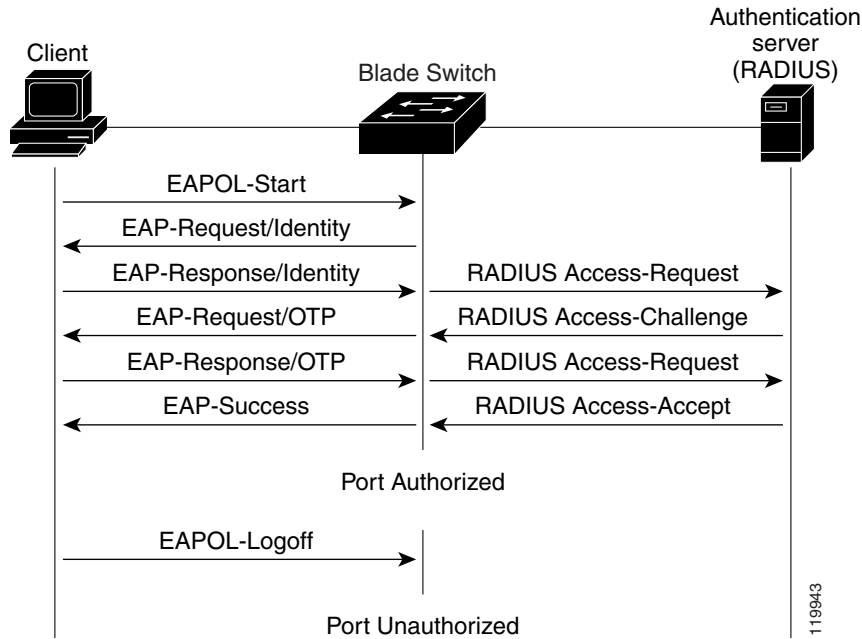 Client
Blade Switch
Authentication
server
(RADIUS)
EAPOL-Start
EAP-Request/Identity
EAP-Response/Identity
RADIUS Access-Request
EAP-Request/OTP
RADIUS Access-Challenge
EAP-Response/OTP
RADIUS Access-Request
EAP-Success
RADIUS Access-Accept
Port Authorized
EAPOL-Logoff
Port Unauthorized
119943